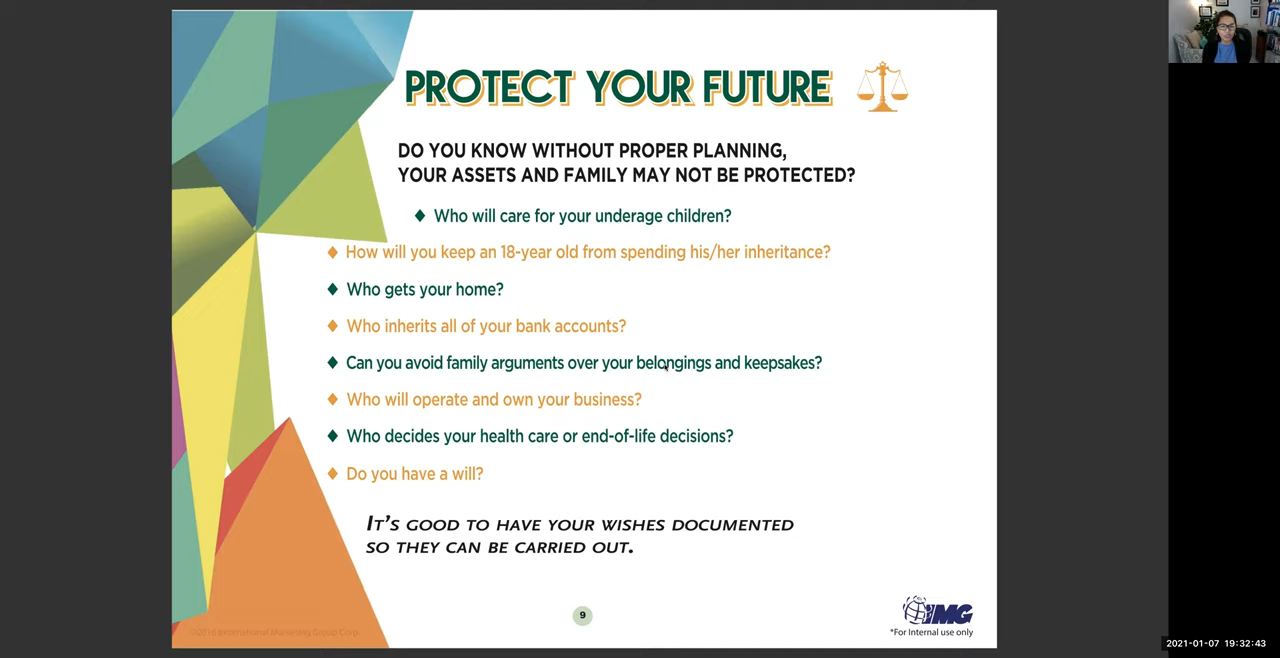 PROTECT YOUR FUTURE
DO YOU KNOW WITHOUT PROPER PLANNING,
YOUR ASSETS AND FAMILY MAY NOT BE PROTECTED?
Who will care for your underage children?
How will you keep an 18-year old from spending his/her inheritance?
Who gets your home?
Who inherits all of your bank accounts?
Can you avoid family arguments over your belongings and keepsakes?
Who will operate and own your business?
Who decides your health care or end-of-life decisions?
Do you have a will?
IT'S GOOD TO HAVE YOUR WISHES DOCUMENTED
SO THEY CAN BE CARRIED OUT.
©2016 International Marketing Group Corp.
9
IMG
*For Internal use only
2021-01-07 19:32:43